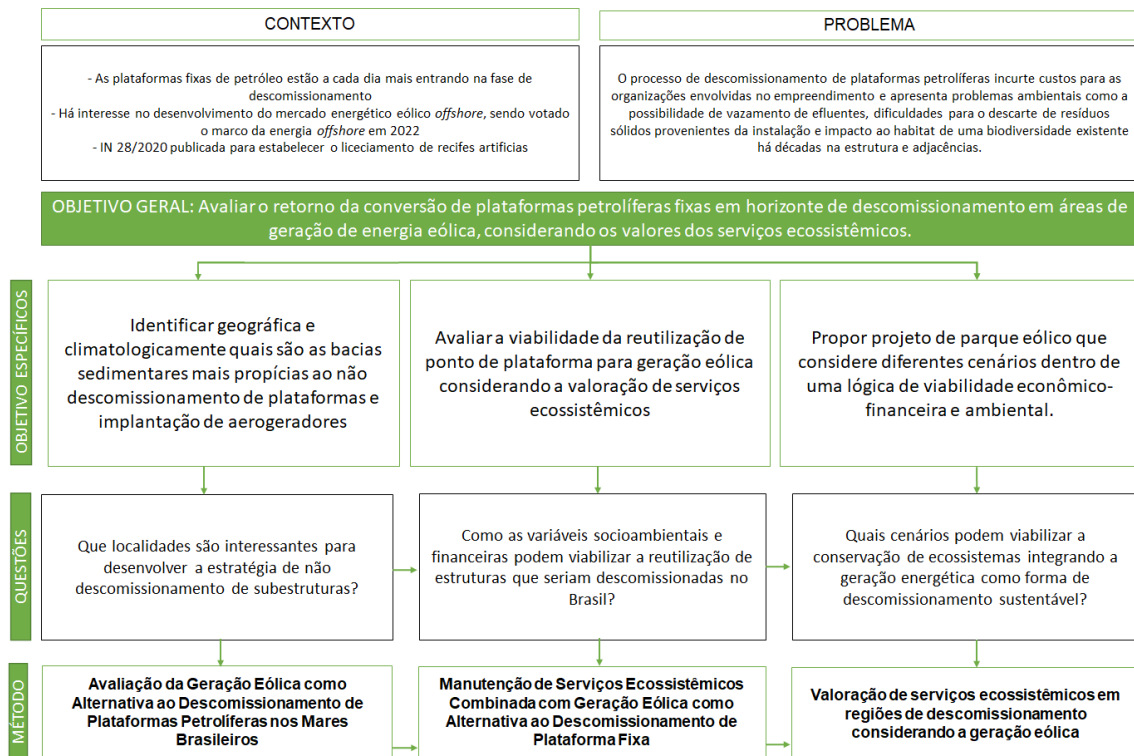 CONTEXTO
- As plataformas fixas de petróleo estão a cada dia mais entrando na fase de
descomissionamento
- Há interesse no desenvolvimento do mercado energético eólico offshore, sendo votado
o marco da energia offshore em 2022
- IN 28/2020 publicada para estabelecer o liceciamento de recifes artificias
PROBLEMA
O processo de descomissionamento de plataformas petrolíferas incurte custos para as
organizações envolvidas no empreendimento e apresenta problemas ambientais como a
possibilidade de vazamento de efluentes, dificuldades para o descarte de resíduos
sólidos provenientes da instalação e impacto ao habitat de uma biodiversidade existente
há décadas na estrutura e adjacências.
OBJETIVO GERAL: Avaliar o retorno da conversão de plataformas petrolíferas fixas em horizonte de descomissionamento em áreas de
geração de energia eólica, considerando os valores dos serviços ecossistêmicos.
OBJETIVO ESPECÍFICOS
Identificar geográfica e
climatologicamente quais são as bacias
sedimentares mais propícias ao não
descomissionamento de plataformas e
implantação de aerogeradores
Avaliar a viabilidade da reutilização de
ponto de plataforma para geração eólica
considerando a valoração de serviços
ecossistêmicos
Propor projeto de parque eólico que
considere diferentes cenários dentro de
uma lógica de viabilidade econômico-
financeira e ambiental.
QUESTÕES
Que localidades são interessantes para
desenvolver a estratégia de não
descomissionamento de subestruturas?
Como as variáveis socioambientais e
financeiras podem viabilizar a reutilização de
estruturas que seriam descomissionadas no
Brasil?
Quais cenários podem viabilizar a
conservação de ecossistemas integrando a
geração energética como forma de
descomissionamento sustentável?
MÉTODO
Avaliação da Geração Eólica como
Alternativa ao Descomissionamento de
Plataformas Petrolíferas nos Mares
Brasileiros
Manutenção de Serviços Ecossistêmicos
Combinada com Geração Eólica como
Alternativa ao Descomissionamento de
Plataforma Fixa
Valoração de serviços ecossistêmicos em
regiões de descomissionamento
considerando a geração eólica